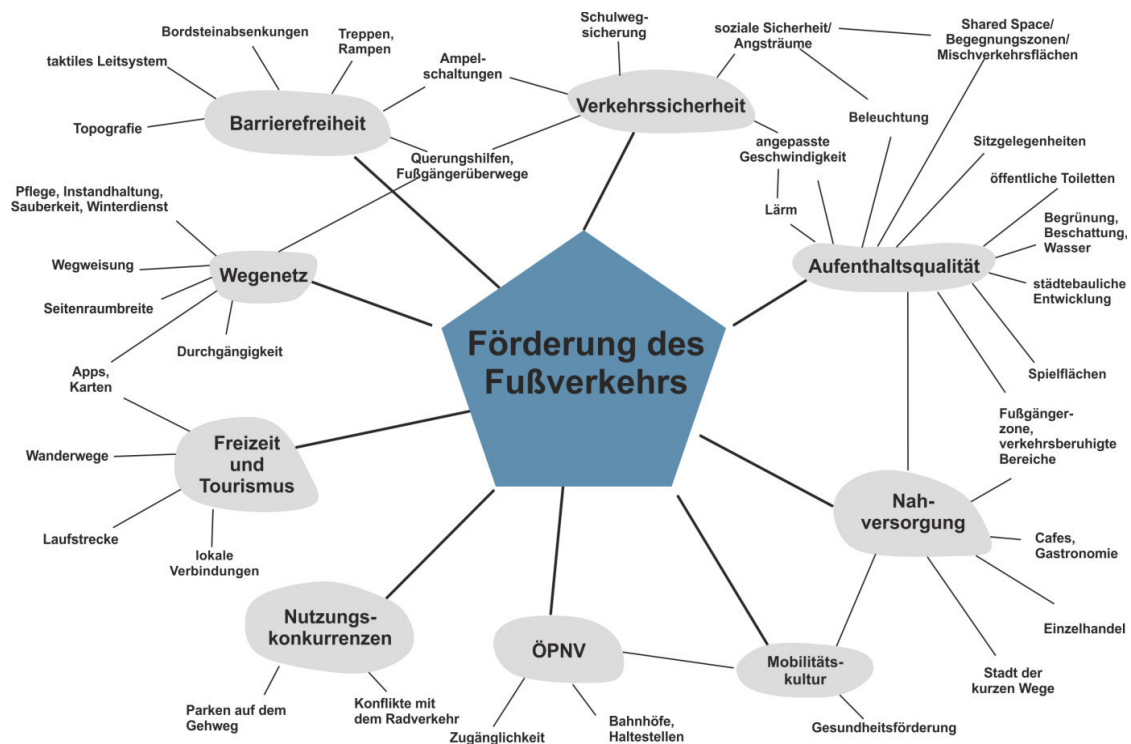 Schulweg-
sicherung
soziale Sicherheit/
Angsträume
Shared Space/
Begegnungszonen/
Mischverkehrsflächen
Bordsteinabsenkungen
Treppen,
Rampen
taktiles Leitsystem
Ampel-
schaltungen
Verkehrssicherheit
Barrierefreiheit
Topografie
Beleuchtung
angepasste
Geschwindigkeit
Sitzgelegenheiten
Querungshilfen,
Fußgängerüberwege
öffentliche Toiletten
Pflege, Instandhaltung,
Sauberkeit, Winterdienst
Lärm
Begrünung,
Beschattung,
Wasser
Wegweisung
Wegenetz
Aufenthaltsqualität
städtebauliche
Entwicklung
Seitenraumbreite
Durchgängigkeit
Förderung des
Fußverkehrs
Apps,
Karten
Spielflächen
Fußgänger-
zone,
verkehrsberuhigte
Bereiche
Wanderwege
Freizeit
und
Tourismus
Nah-
versorgung
Laufstrecke
lokale
Verbindungen
Cafes,
Gastronomie
Nutzungs-
konkurrenzen
ÖPNV
Einzelhandel
Mobilitäts-
kultur
Stadt der
kurzen Wege
Parken auf dem
Gehweg
Konflikte mit
dem Radverkehr
Zugänglichkeit
Bahnhöfe,
Haltestellen
Gesundheitsförderung